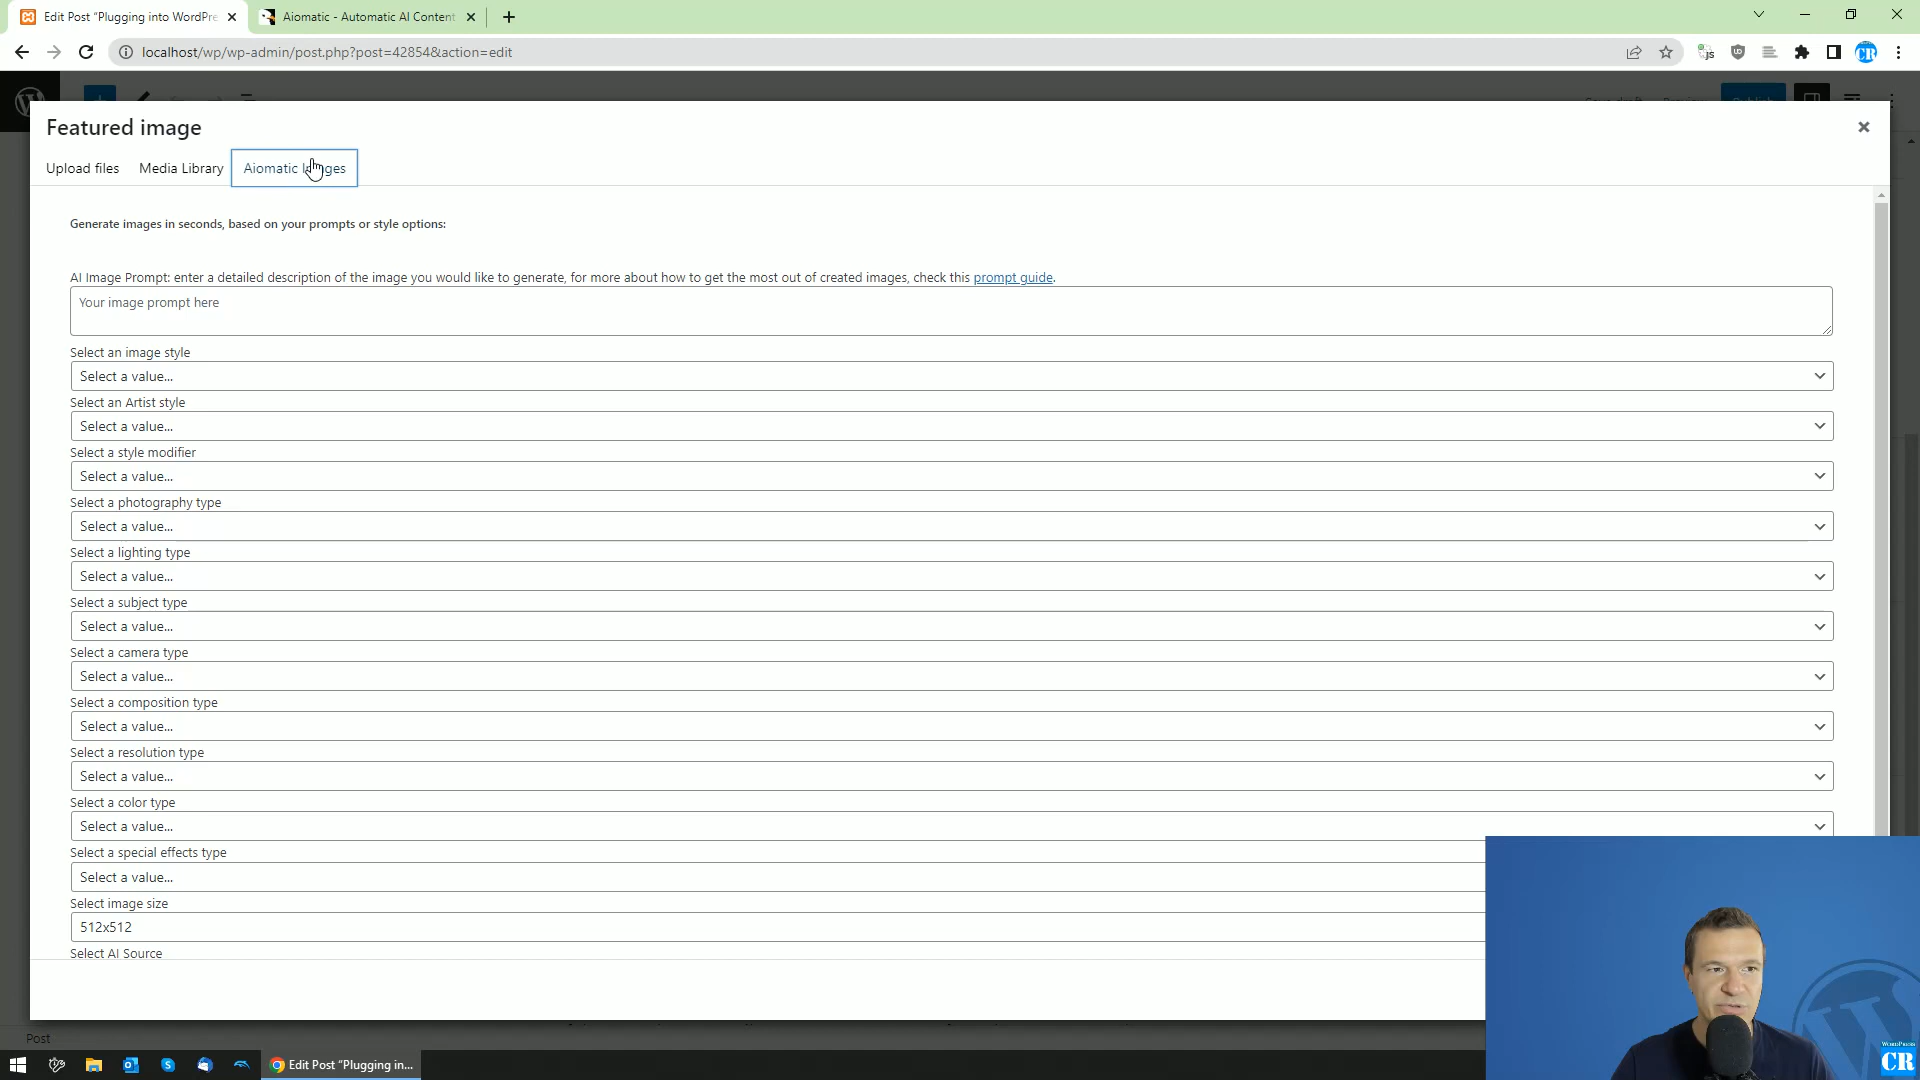 Edit Post “Plugging into WordPre
Aiomatic - Automatic AI Content
localhost/wp/wp-admin/post.php?post=42854&action=edit
Featured image
Upload files
Media Library
Aiomatic Images
Generate images in seconds, based on your prompts or style options:
AI Image Prompt: enter a detailed description of the image you would like to generate, for more about how to get the most out of created images, check this prompt guide.
Your image prompt here
Select an image style
Select a value...
Select an Artist style
Select a value...
Select a style modifier
Select a value...
Select a photography type
Select a value...
Select a lighting type
Select a value...
Select a subject type
Select a value...
Select a camera type
Select a value...
Select a composition type
Select a value...
Select a resolution type
Select a value...
Select a color type
Select a value...
Select a special effects type
Select a value...
Select image size
512x512
Select AI Source
Post
Edit Post “Plugging in...
WORDPRESS
CR